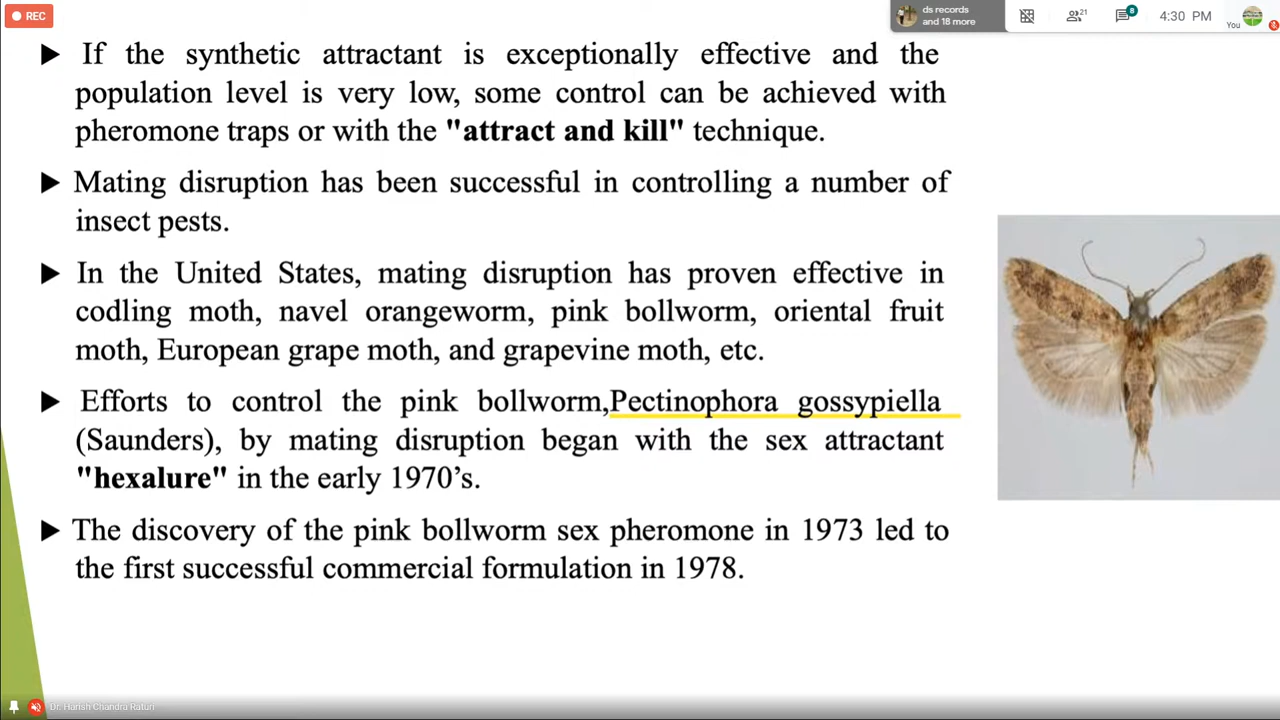 REC
ds records
and 18 more
21
8
4:30 PM
You
► If the synthetic attractant is exceptionally effective and the
population level is very low, some control can be achieved with
pheromone traps or with the "attract and kill" technique.
► Mating disruption has been successful in controlling a number of
insect pests.
► In the United States, mating disruption has proven effective in
codling moth, navel orangeworm, pink bollworm, oriental fruit
moth, European grape moth, and grapevine moth, etc.
► Efforts to control the pink bollworm,Pectinophora gossypiella
(Saunders), by mating disruption began with the sex attractant
"hexalure" in the early 1970’s.
► The discovery of the pink bollworm sex pheromone in 1973 led to
the first successful commercial formulation in 1978.
Dr. Harish Chandra Raturi